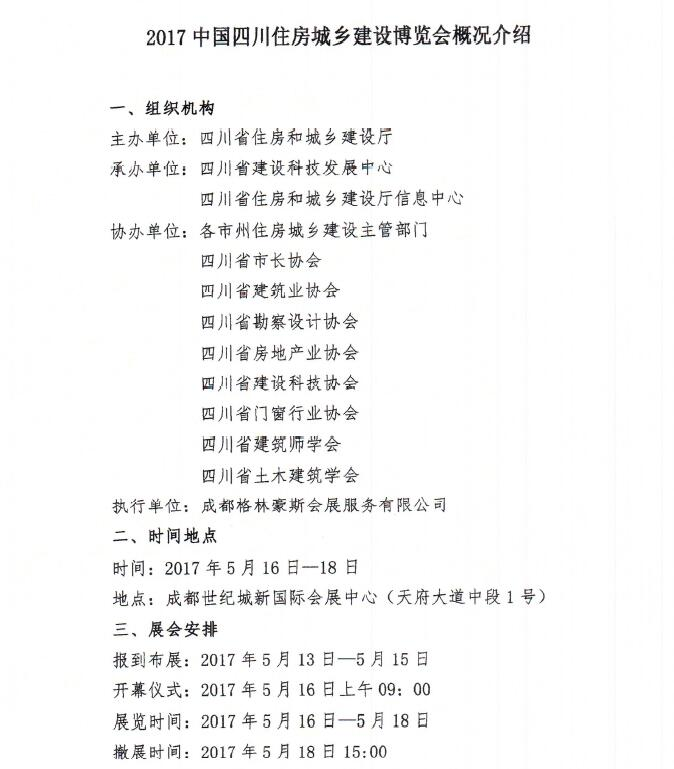 2017 中国四川住房城乡建设博览会概况介绍
一、组织机构
主办单位：四川省住房和城乡建设厅
承办单位：四川省建设科技发展中心
四川省住房和城乡建设厅信息中心
协办单位：各市州住房城乡建设主管部门
四川省市长协会
四川省建筑业协会
四川省勘察设计协会
四川省房地产业协会
四川省建设科技协会
四川省门窗行业协会
四川省建筑师学会
四川省土木建筑学会
执行单位：成都格林豪斯会展服务有限公司
二、时间地点
时间：2017 年 5 月 16 日—18 日
地点：成都世纪城新国际会展中心（天府大道中段 1 号）
三、展会安排
报到布展：2017 年 5 月 13 日—5 月 15 日
开幕仪式：2017 年 5 月 16 日上午 09：00
展览时间：2017 年 5 月 16 日—5 月 18 日
撤展时间：2017 年 5 月 18 日 15:00